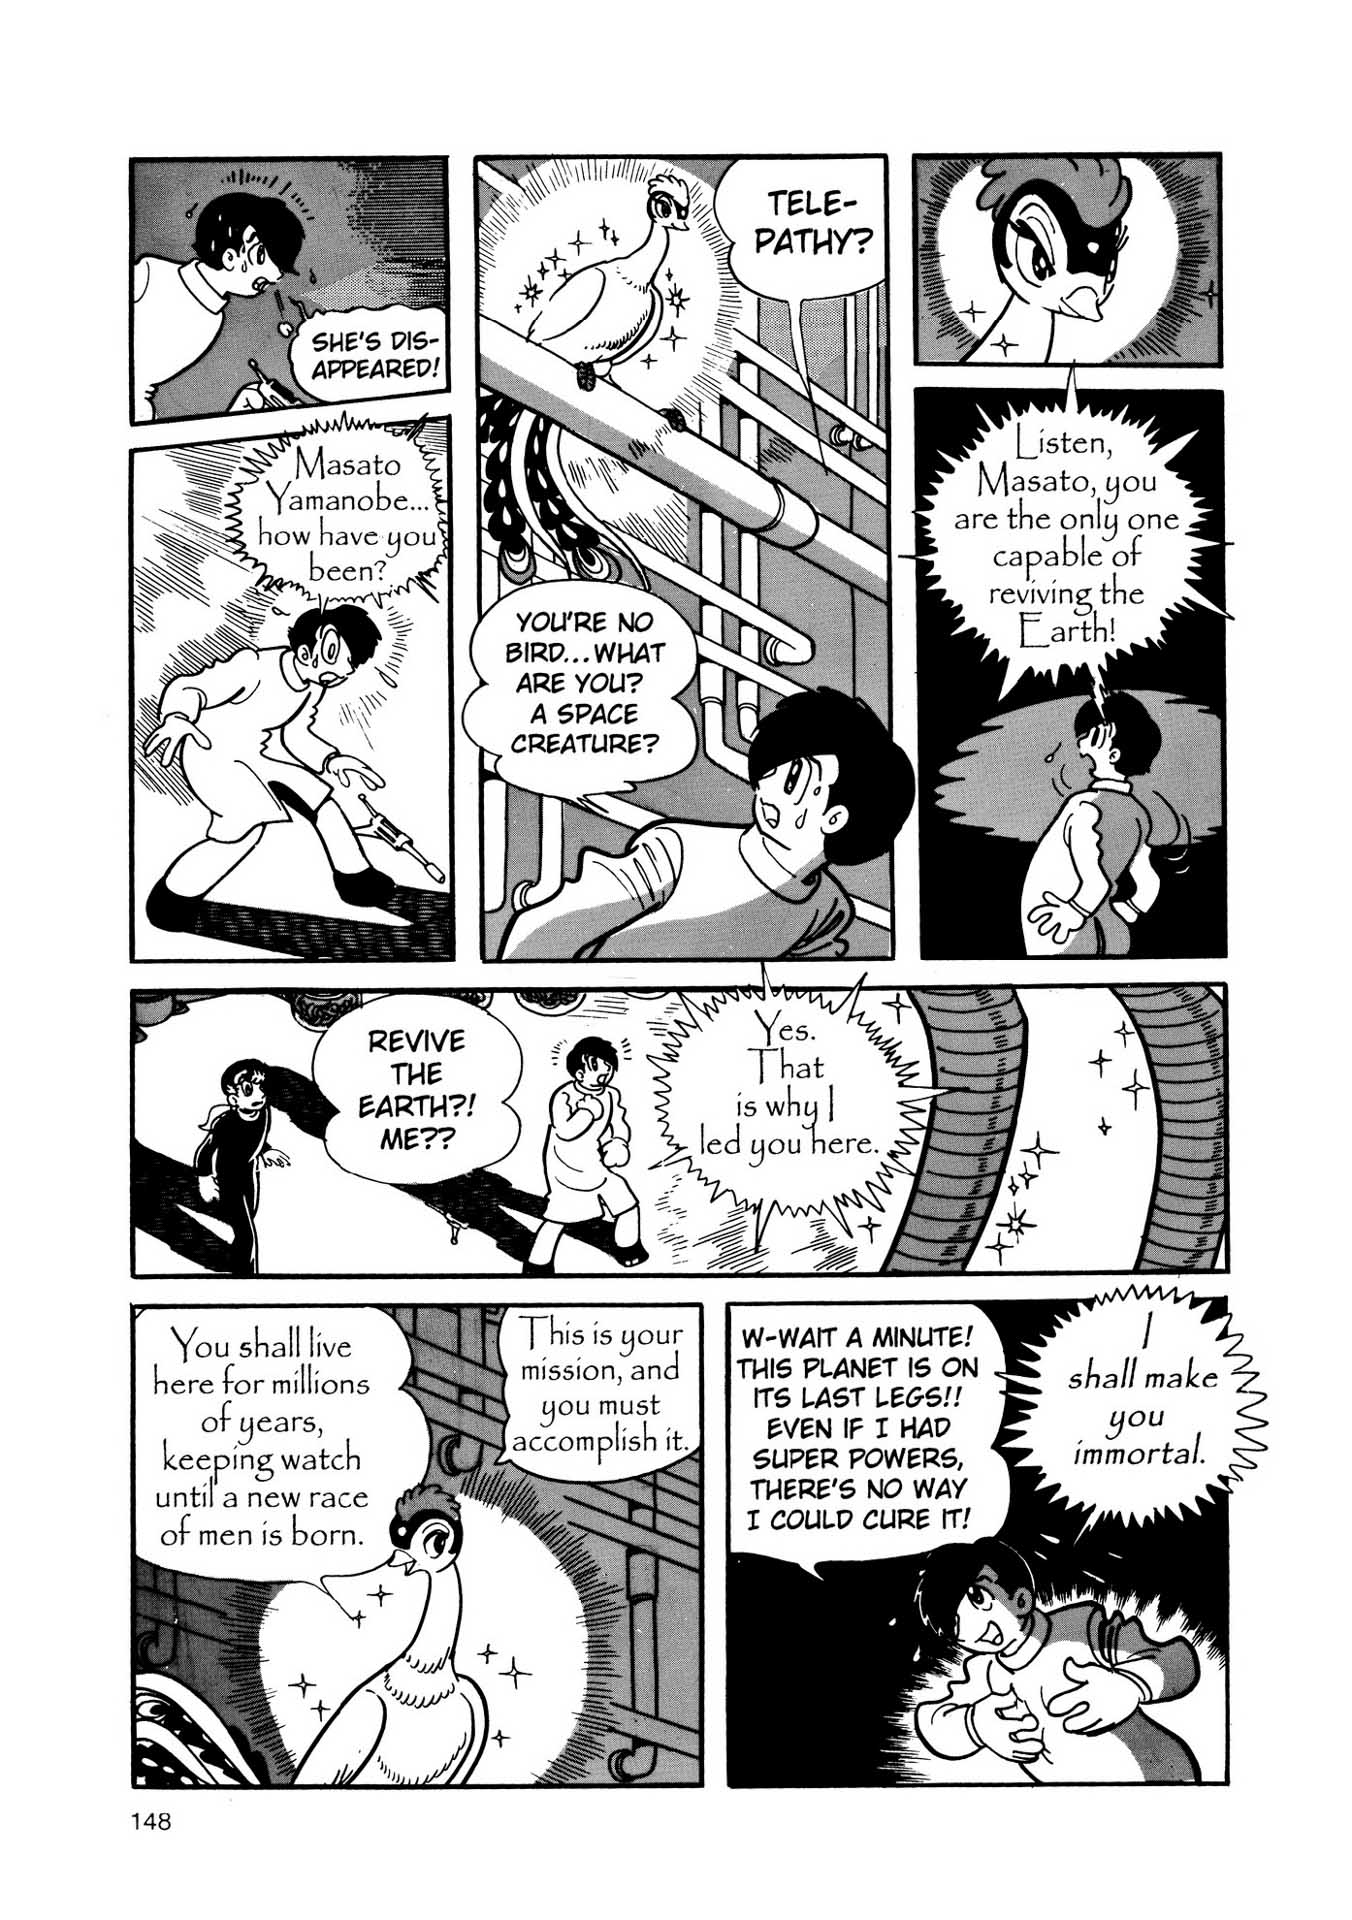 SHE'S DIS-
APPEARED!
Masato
Yamanobe...
how have you
been?
TELE-
PATHY?
YOU'RE NO
BIRD...WHAT
ARE YOU?
A SPACE
CREATURE?
Listen,
Masato, you
are the only one
capable of
reviving the
Earth!
REVIVE
THE
EARTH?!
ME??
Yes.
That
is why I
led you here.
You shall live
here for millions
of years,
keeping watch
until a new race
of men is born.
This is your
mission, and
you must
accomplish it.
W-WAIT A MINUTE!
THIS PLANET IS ON
ITS LAST LEGS!!
EVEN IF I HAD
SUPER POWERS,
THERE'S NO WAY
I COULD CURE IT!
I
shall make
you
immortal.
148